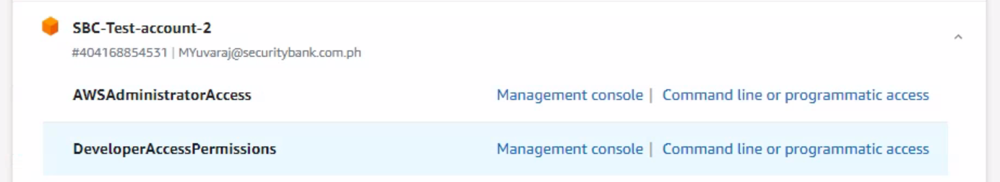 SBC-Test-account-2
#404168854531 | MYuvaraj@securitybank.com.ph
AWSAdministratorAccess Management console | Command line or programmatic access
DeveloperAccessPermissions Management console | Command line or programmatic access